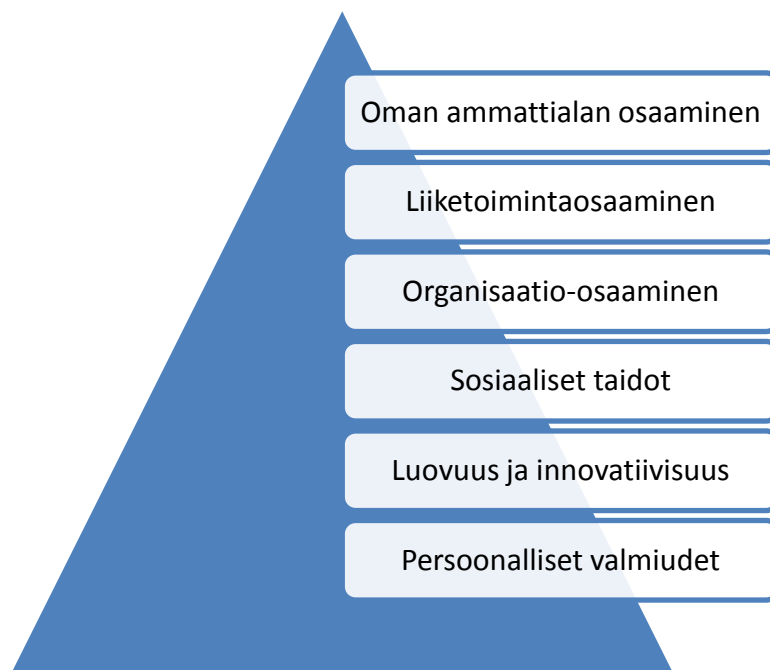 Oman ammattialan osaaminen
Liiketoimintaosaaminen
Organisaatio-osaaminen
Sosiaaliset taidot
Luovuus ja innovatiivisuus
Persoonalliset valmiudet